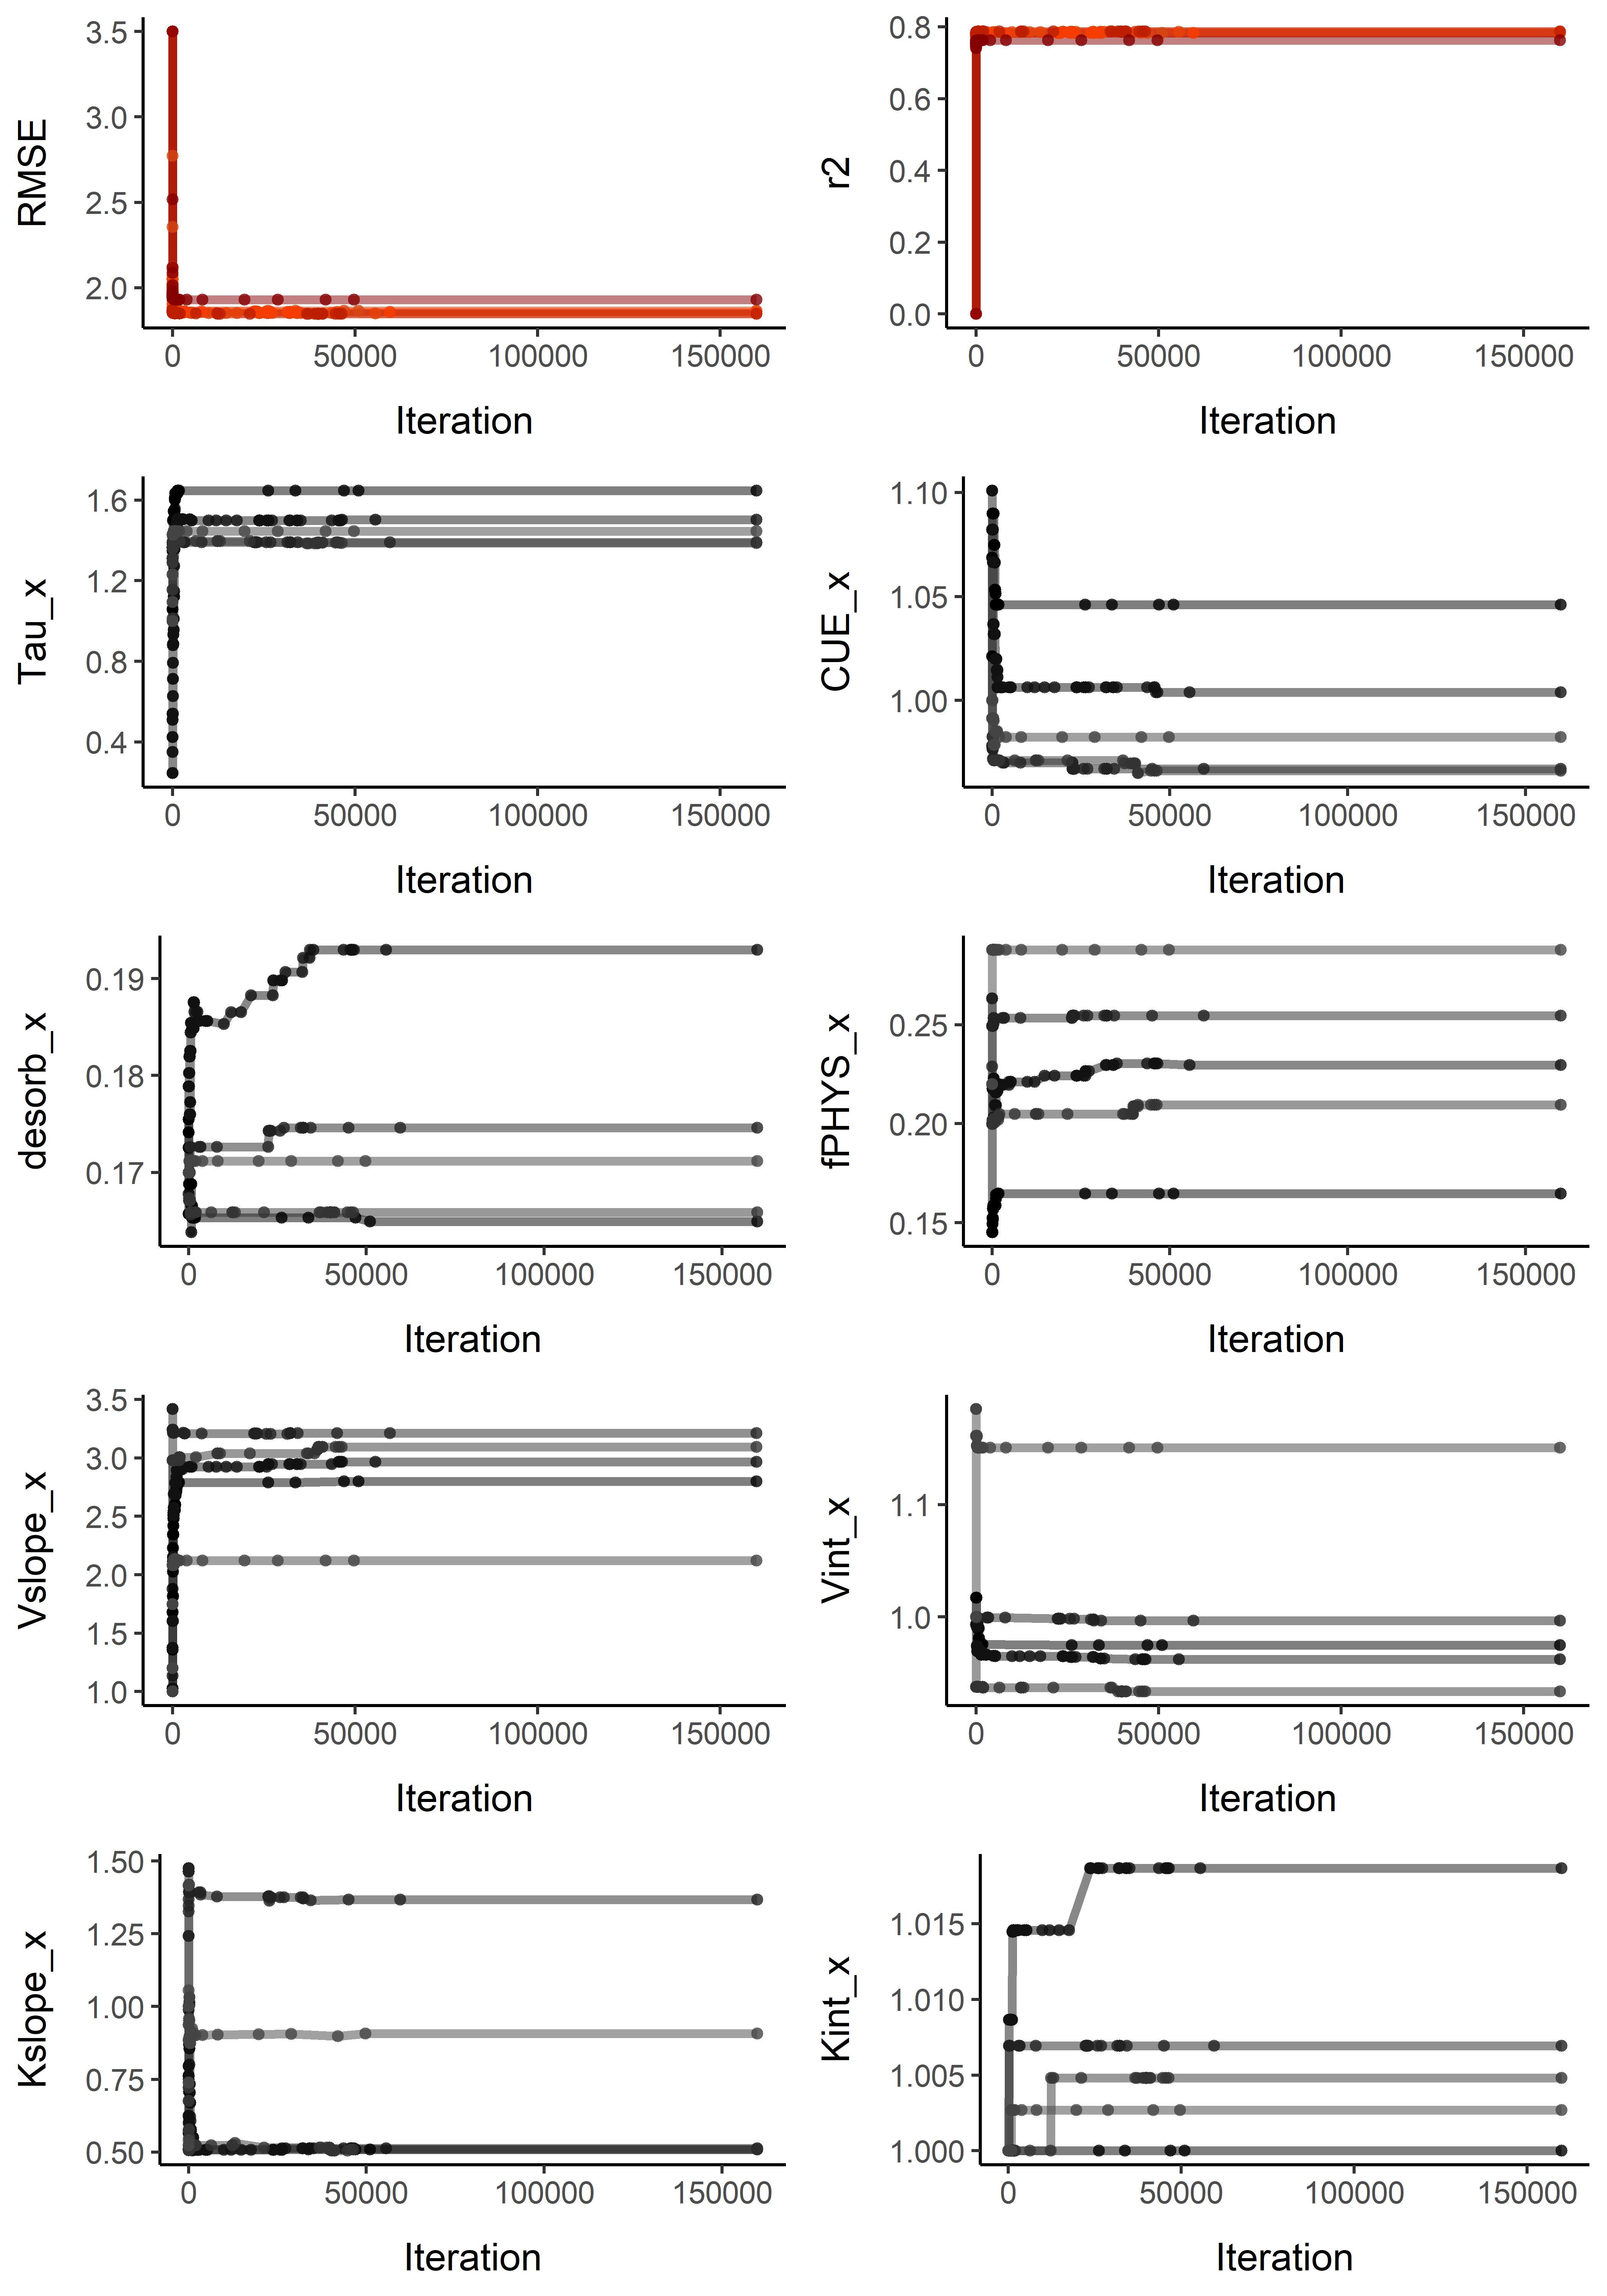 RMSE
3.5
3.0
2.5
2.0
0 50000 100000 150000
Iteration
r2
0.8
0.6
0.4
0.2
0.0
0 50000 100000 150000
Iteration
Tau_x
1.6
1.2
0.8
0.4
0 50000 100000 150000
Iteration
CUE_x
1.10
1.05
1.00
0 50000 100000 150000
Iteration
desorb_x
0.19
0.18
0.17
0 50000 100000 150000
Iteration
fPHYS_x
0.25
0.20
0.15
0 50000 100000 150000
Iteration
Vslope_x
3.5
3.0
2.5
2.0
1.5
1.0
0 50000 100000 150000
Iteration
Vint_x
1.1
1.0
0 50000 100000 150000
Iteration
Kslope_x
1.50
1.25
1.00
0.75
0.50
0 50000 100000 150000
Iteration
Kint_x
1.015
1.010
1.005
1.000
0 50000 100000 150000
Iteration